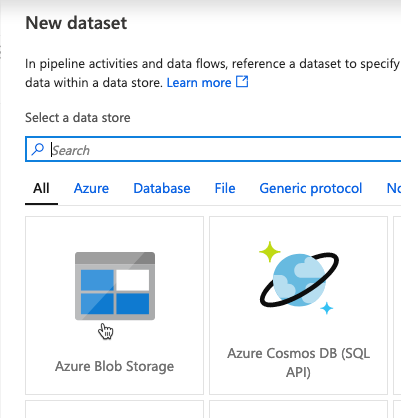 New dataset
In pipeline activities and data flows, reference a dataset to specify
data within a data store. Learn more
Select a data store
Search
All Azure Database File Generic protocol
Azure Blob Storage
Azure Cosmos DB (SQL
API)